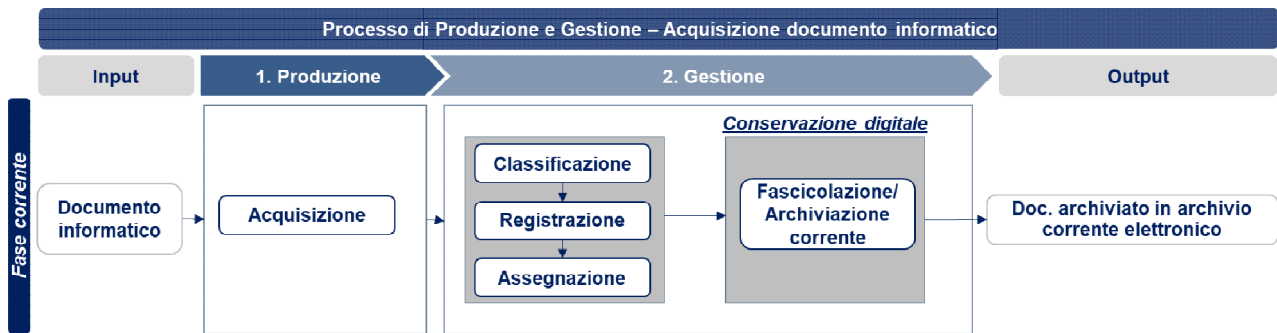 Processo di Produzione e Gestione – Acquisizione documento informatico
Input
1. Produzione
2. Gestione
Output
Fase corrente
Documento
informatico
Acquisizione
Classificazione
Registrazione
Assegnazione
Conservazione digitale
Fascicolazione/
Archiviazione
corrente
Doc. archiviato in archivio
corrente elettronico